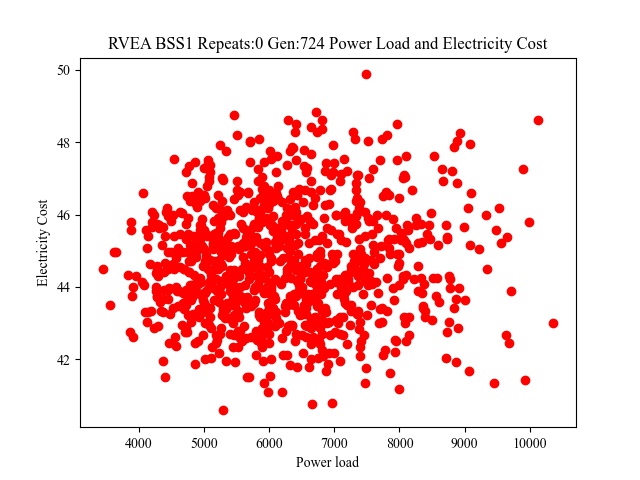 RVEA BSS1 Repeats:0 Gen:724 Power Load and Electricity Cost
50
48
46
44
42
Electricity Cost
4000 5000 6000 7000 8000 9000 10000
Power load